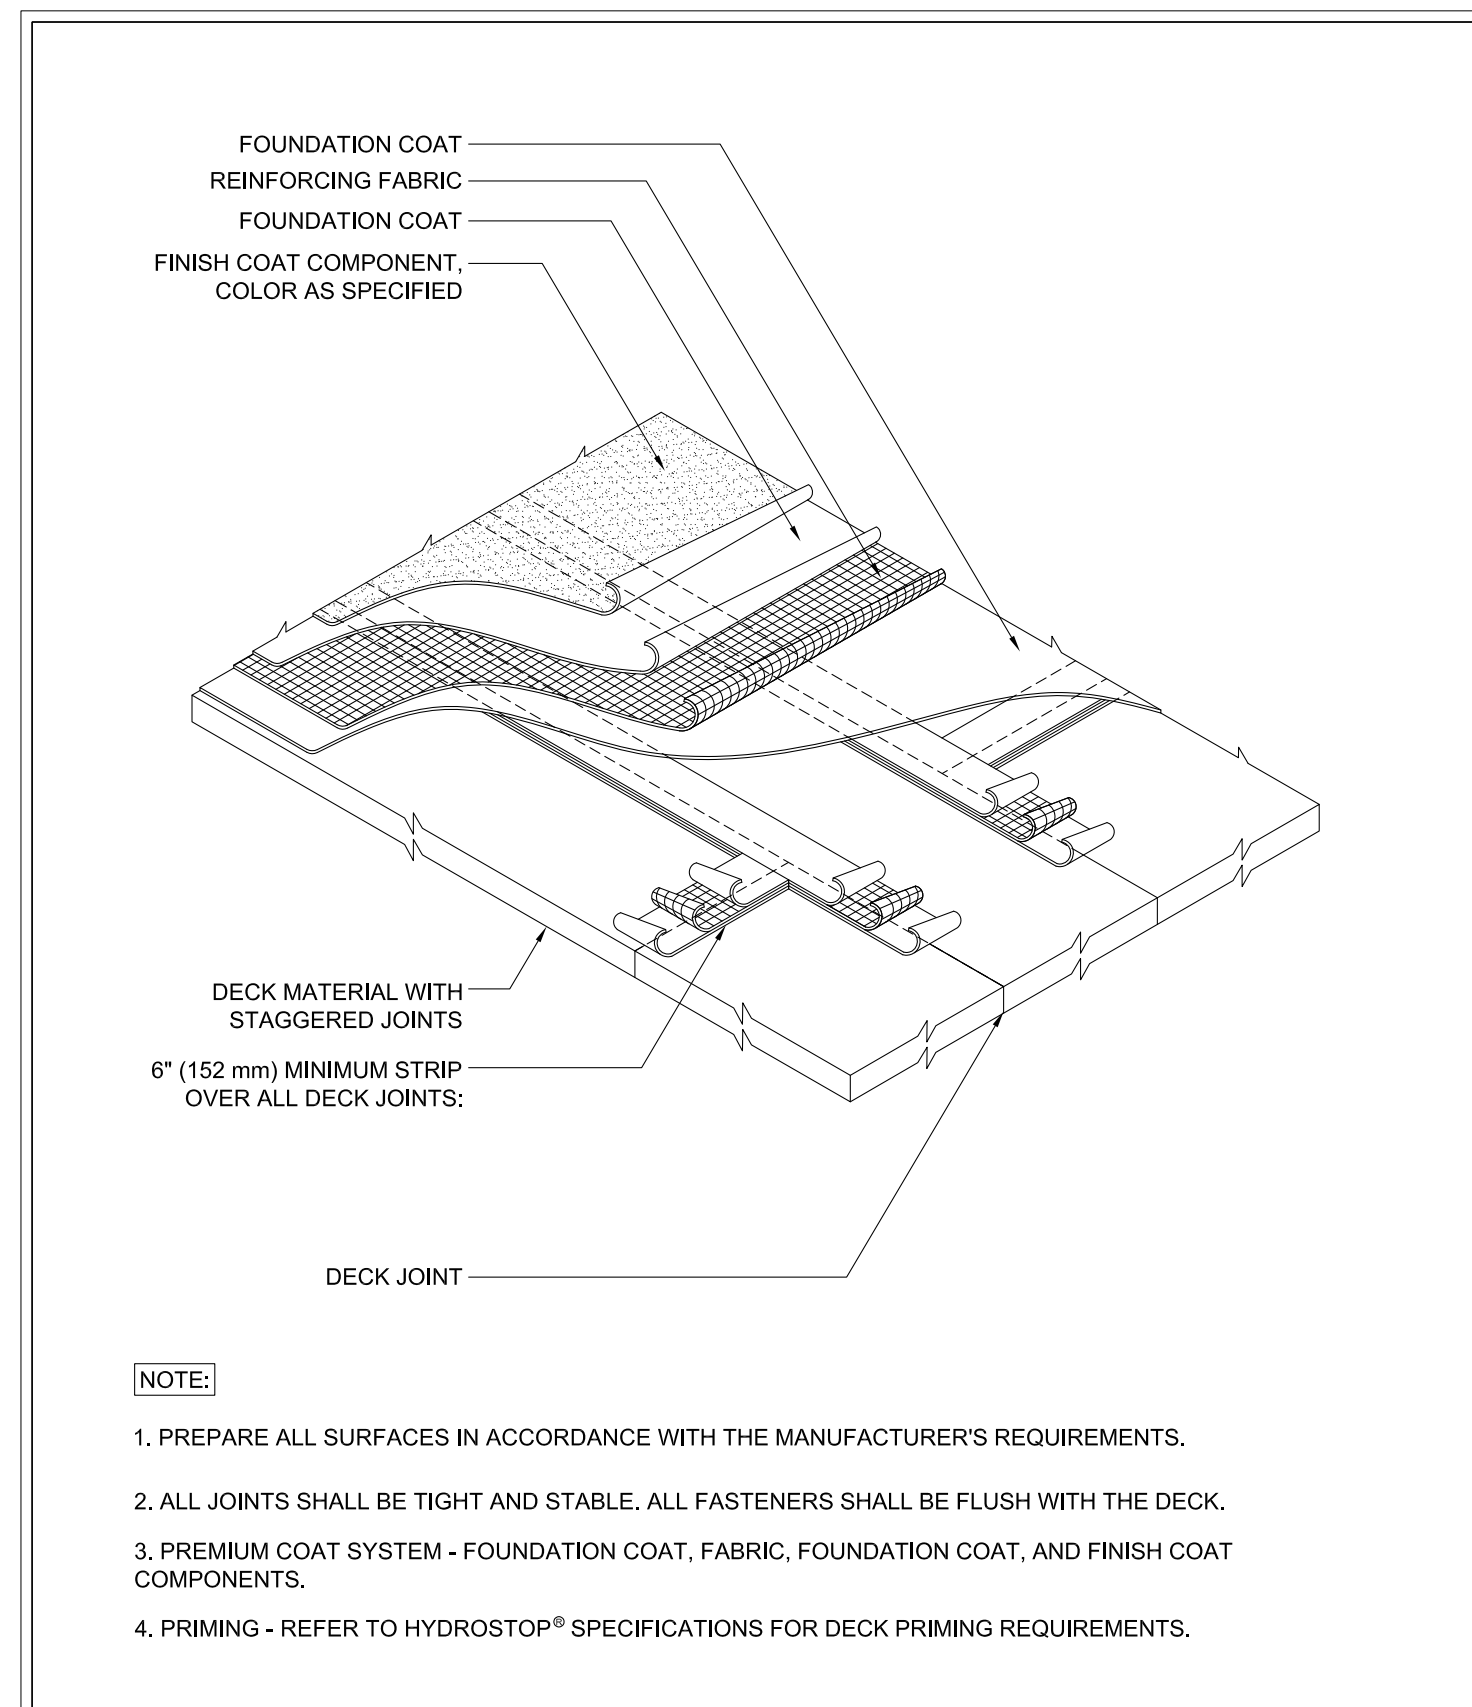 FOUNDATION COAT
REINFORCING FABRIC
FOUNDATION COAT
FINISH COAT COMPONENT,
COLOR AS SPECIFIED
DECK MATERIAL WITH
STAGGERED JOINTS
6" (152 mm) MINIMUM STRIP
OVER ALL DECK JOINTS:
DECK JOINT
NOTE:
1. PREPARE ALL SURFACES IN ACCORDANCE WITH THE MANUFACTURER'S REQUIREMENTS.
2. ALL JOINTS SHALL BE TIGHT AND STABLE. ALL FASTENERS SHALL BE FLUSH WITH THE DECK.
3. PREMIUM COAT SYSTEM - FOUNDATION COAT, FABRIC, FOUNDATION COAT, AND FINISH COAT
COMPONENTS.
4. PRIMING - REFER TO HYDROSTOP® SPECIFICATIONS FOR DECK PRIMING REQUIREMENTS.